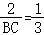 2/BC = 1/3